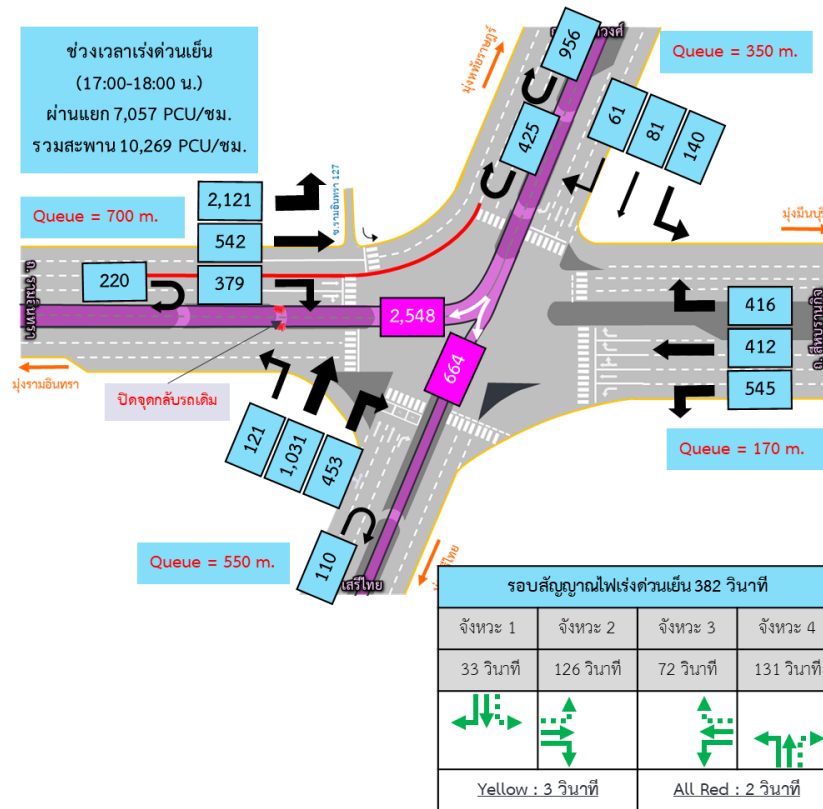 ช่วงเวลาเร่งด่วนเย็น
(17:00-18:00 น.)
ผ่านแยก 7,057 PCU/ชม.
รวมสะพาน 10,269 PCU/ชม.
มุ่งหทัยราษฎร์
956
Queue = 350 m.
425
61
81
140
ซ.รามอินทรา 127
2,121
Queue = 700 m.
542
มุ่งมีนบุรี
220
379
ถ. รามอินทรา
2,548
416
412
545
ถ. สีหบุรานุกิจ
664
มุ่งรามอินทรา
ปิดจุดกลับรถเดิม
121
1,031
453
Queue = 170 m.
Queue = 550 m.
110
เสรีไทย
รอบสัญญาณไฟเร่งด่วนเย็น 382 วินาที
จังหวะ 1 จังหวะ 2 จังหวะ 3 จังหวะ 4
33 วินาที 126 วินาที 72 วินาที 131 วินาที
Yellow : 3 วินาที All Red : 2 วินาที